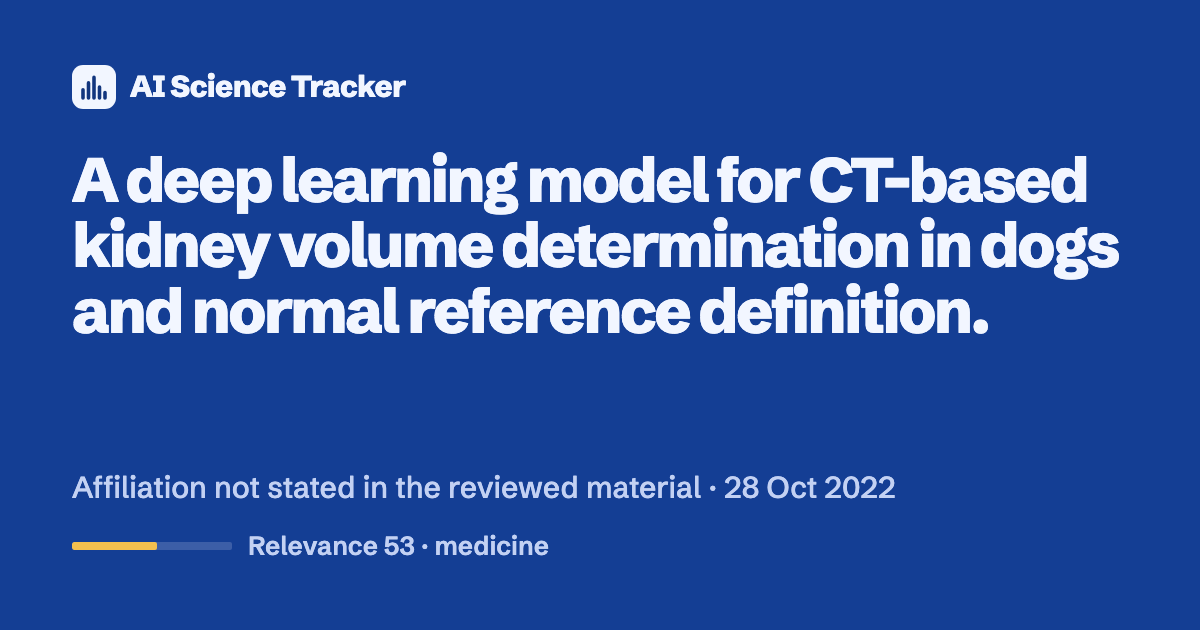 AI Science Tracker
A deep learning model for CT-based
kidney volume determination in dogs
and normal reference definition.
Affiliation not stated in the reviewed material · 28 Oct 2022
Relevance 53 · medicine